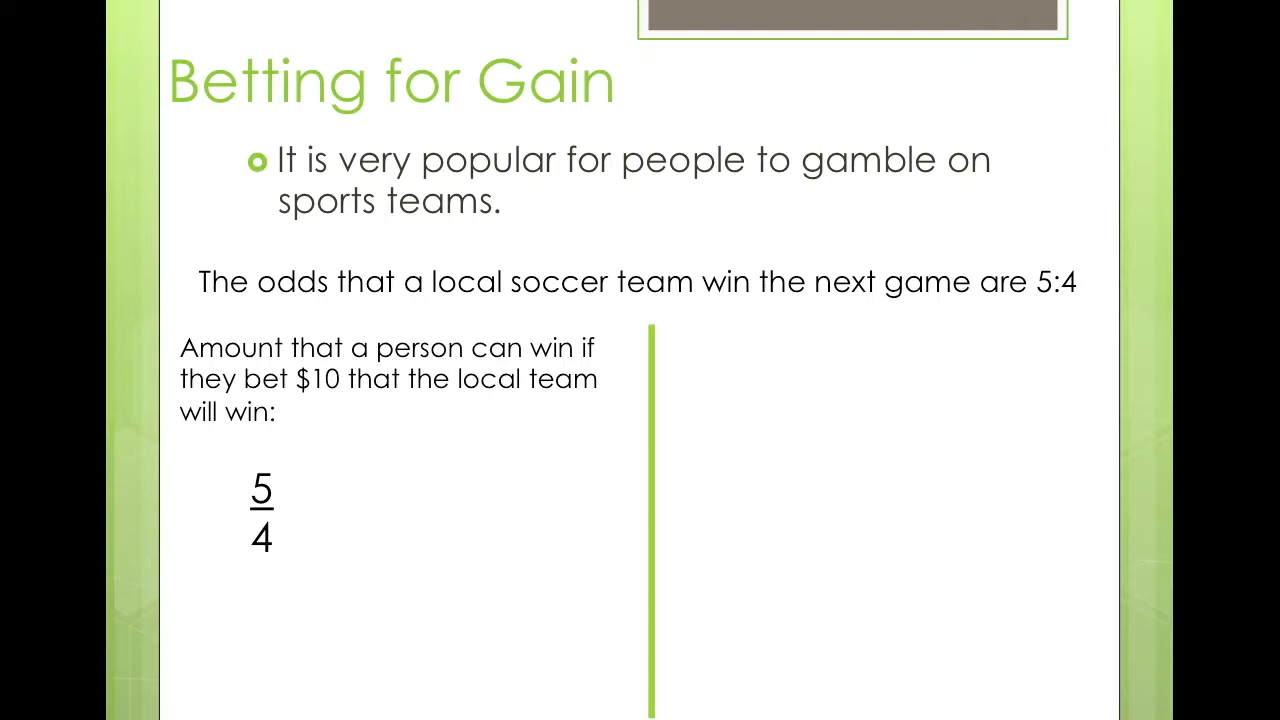 Betting for Gain
It is very popular for people to gamble on
sports teams.
The odds that a local soccer team win the next game are 5:4
Amount that a person can win if
they bet $10 that the local team
will win:
5
4